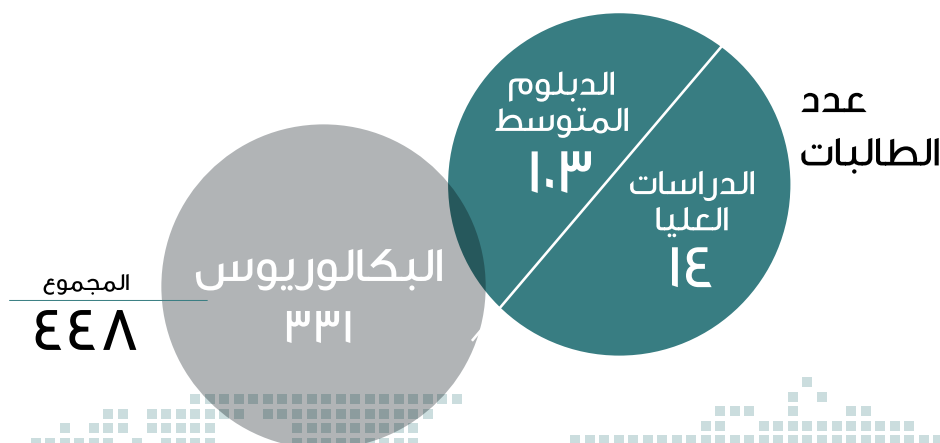 عدد
الطالبات
الدبلوم
المتوسط
١٠٣
الدراسات
العليا
١٤
البكالوريوس
٣٣١
المجموع
٤٤٨